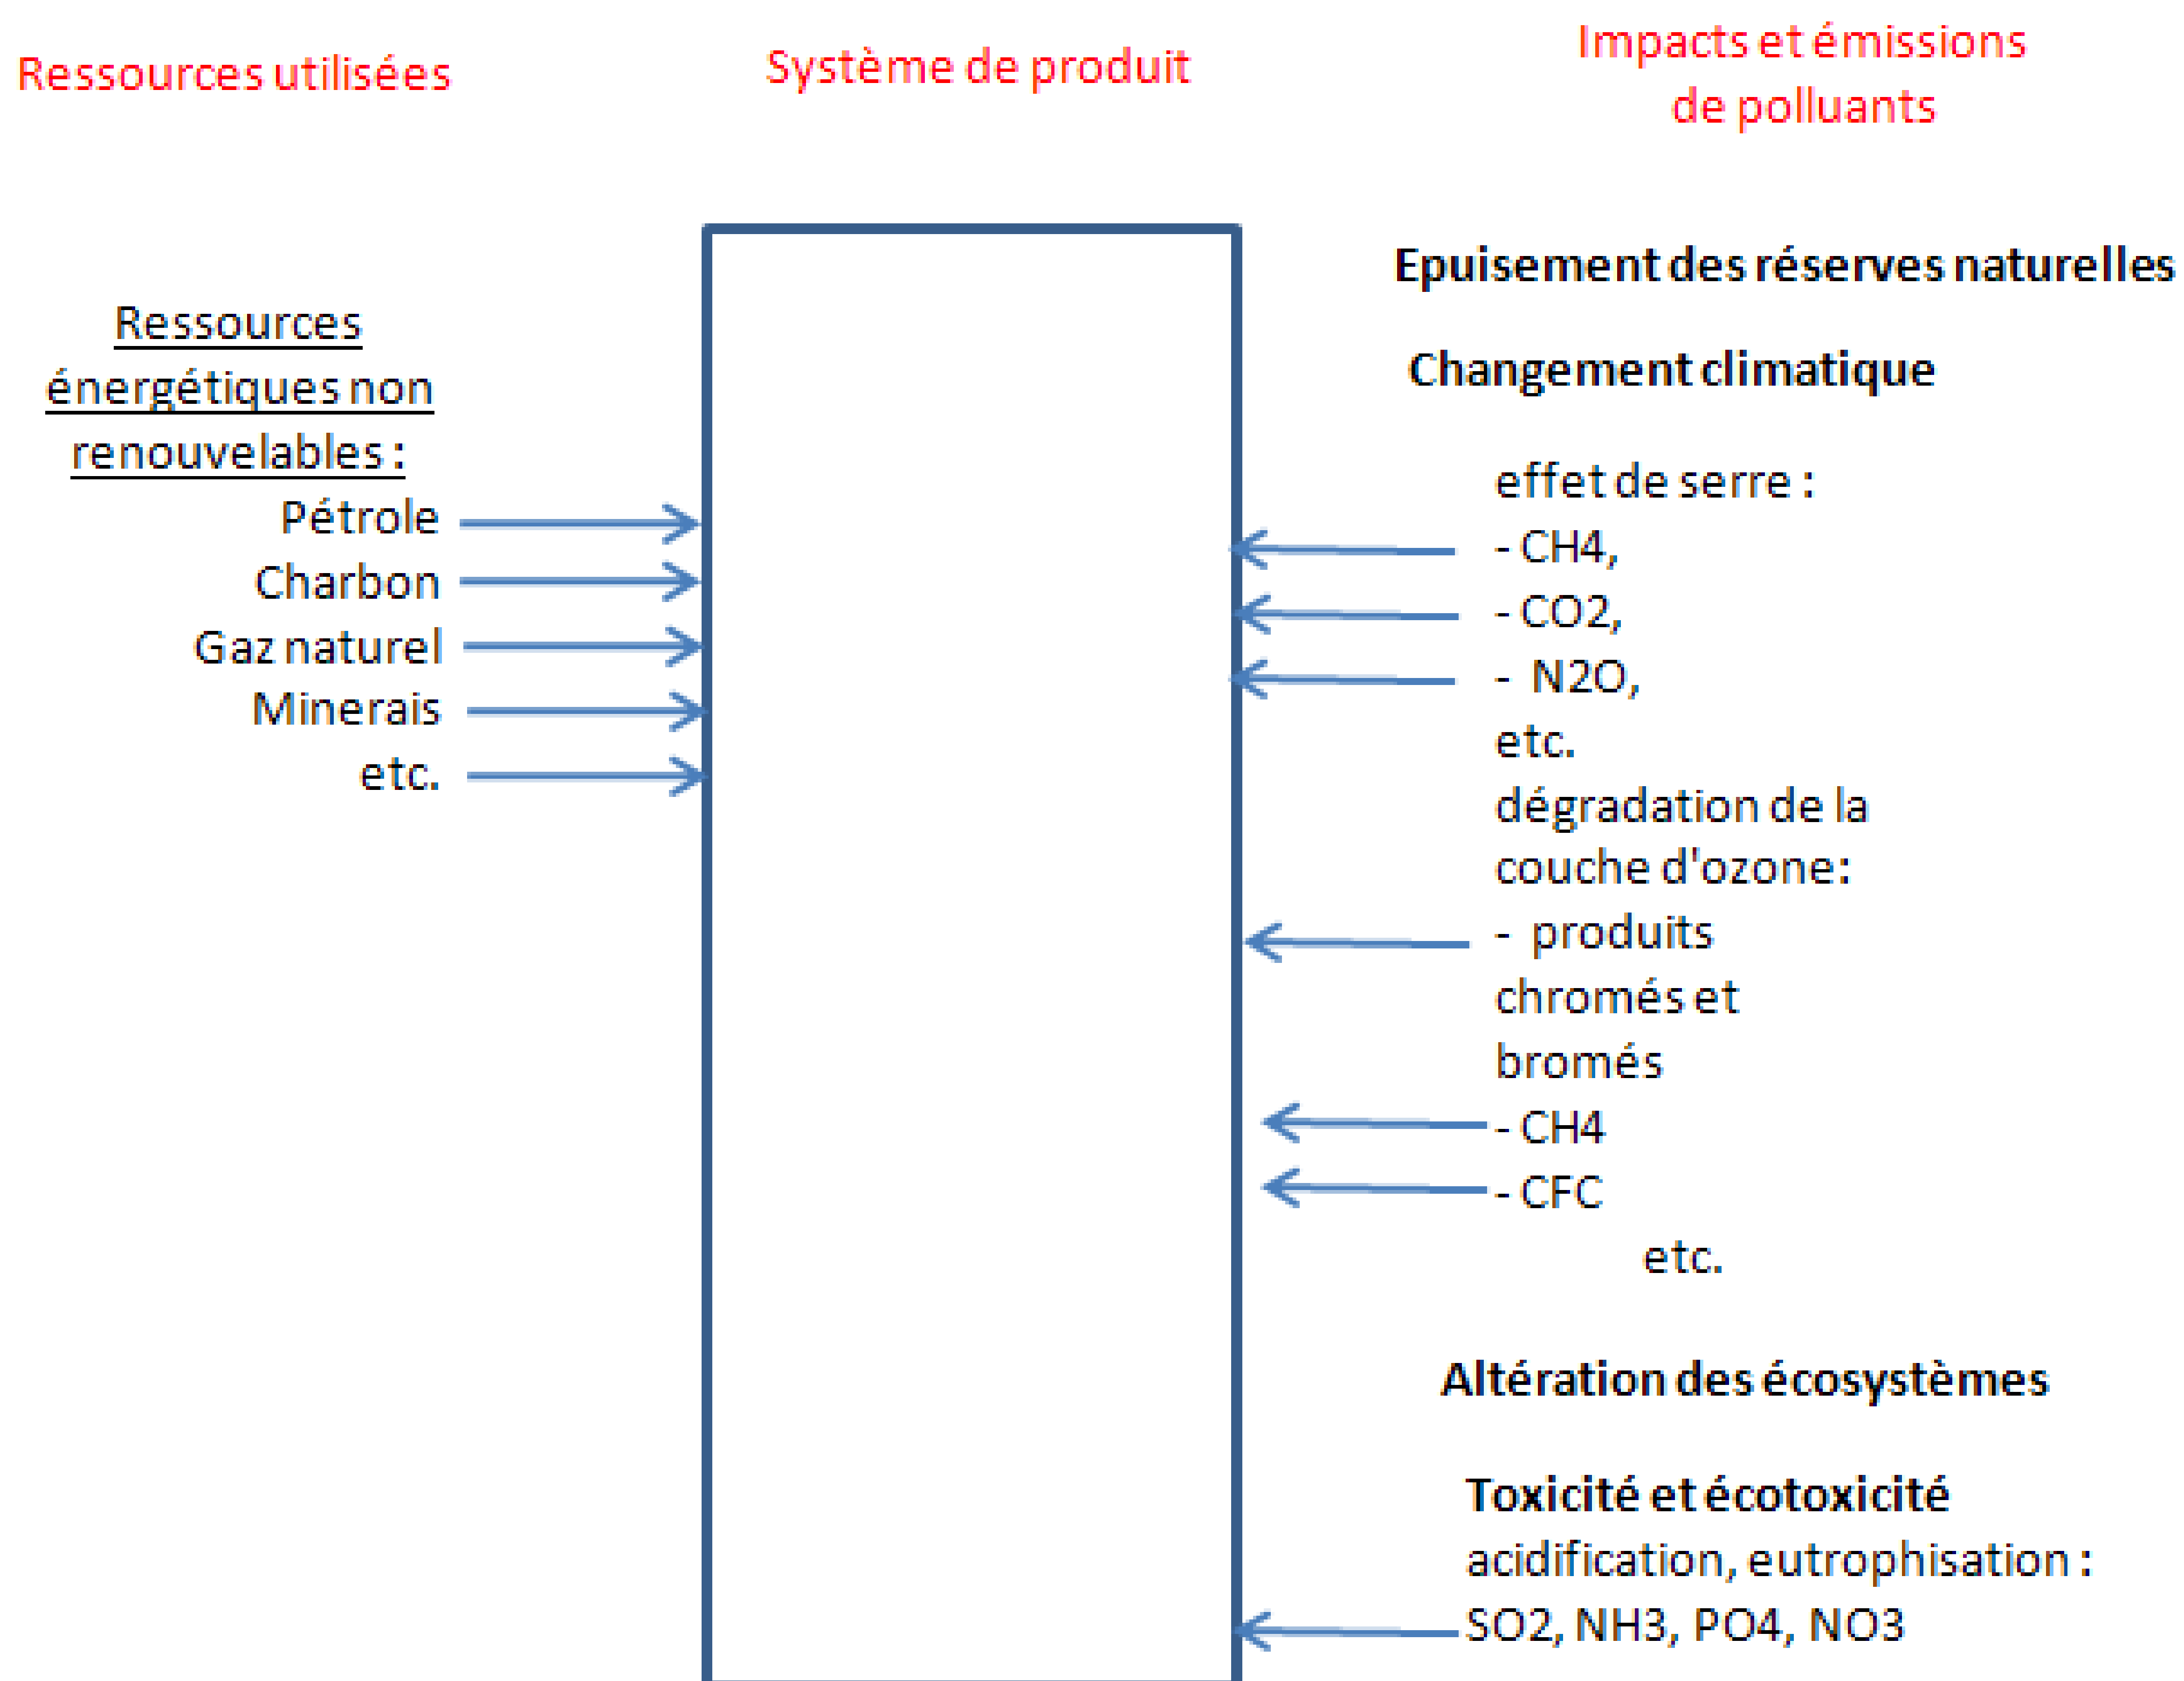 Ressources utilisées
Système de produit
Impacts et émissions
de polluants
Ressources
énergétiques non
renouvelables :
Pétrole
Charbon
Gaz naturel
Minerais
etc.
Epuisement des réserves naturelles
Changement climatique
effet de serre :
- CH4,
- CO2,
- N2O,
etc.
dégradation de la
couche d'ozone:
- produits
chromés et
bromés
- CH4
- CFC
etc.
Altération des écosystèmes
Toxicité et écotoxicité
acidification, eutrophisation :
SO2, NH3, PO4, NO3